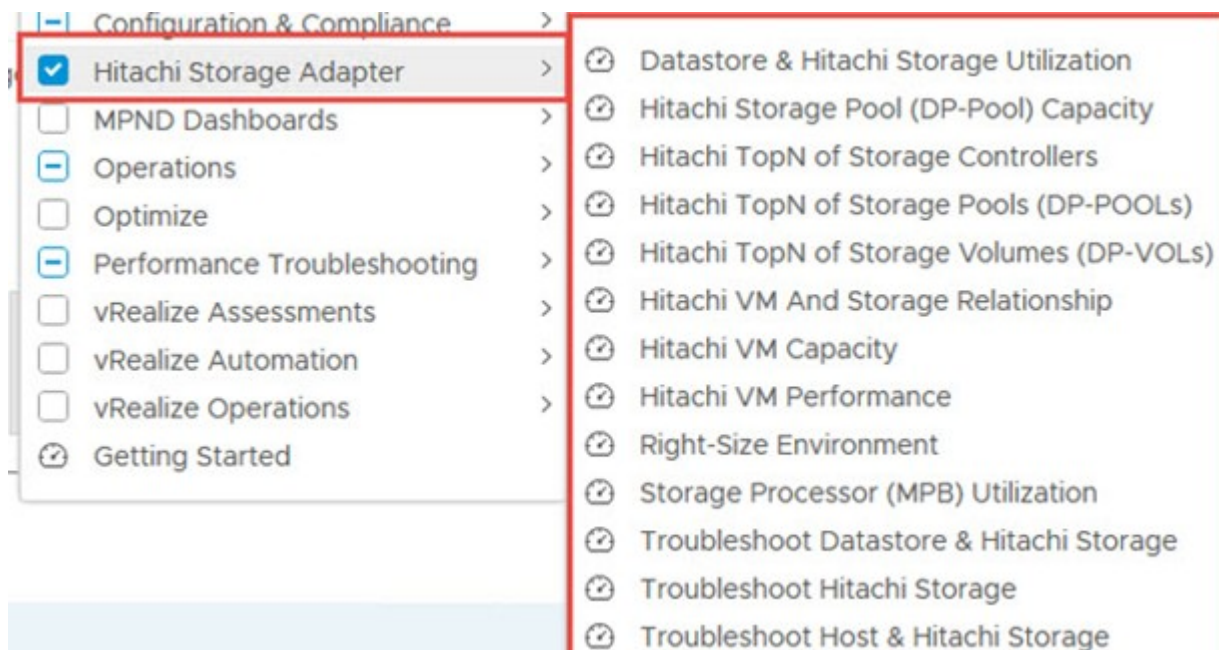 Configuration & Compliance
Hitachi Storage Adapter
MPND Dashboards
Operations
Optimize
Performance Troubleshooting
vRealize Assessments
vRealize Automation
vRealize Operations
Getting Started
Datastore & Hitachi Storage Utilization
Hitachi Storage Pool (DP-Pool) Capacity
Hitachi TopN of Storage Controllers
Hitachi TopN of Storage Pools (DP-POOLs)
Hitachi TopN of Storage Volumes (DP-VOLs)
Hitachi VM And Storage Relationship
Hitachi VM Capacity
Hitachi VM Performance
Right-Size Environment
Storage Processor (MPB) Utilization
Troubleshoot Datastore & Hitachi Storage
Troubleshoot Hitachi Storage
Troubleshoot Host & Hitachi Storage